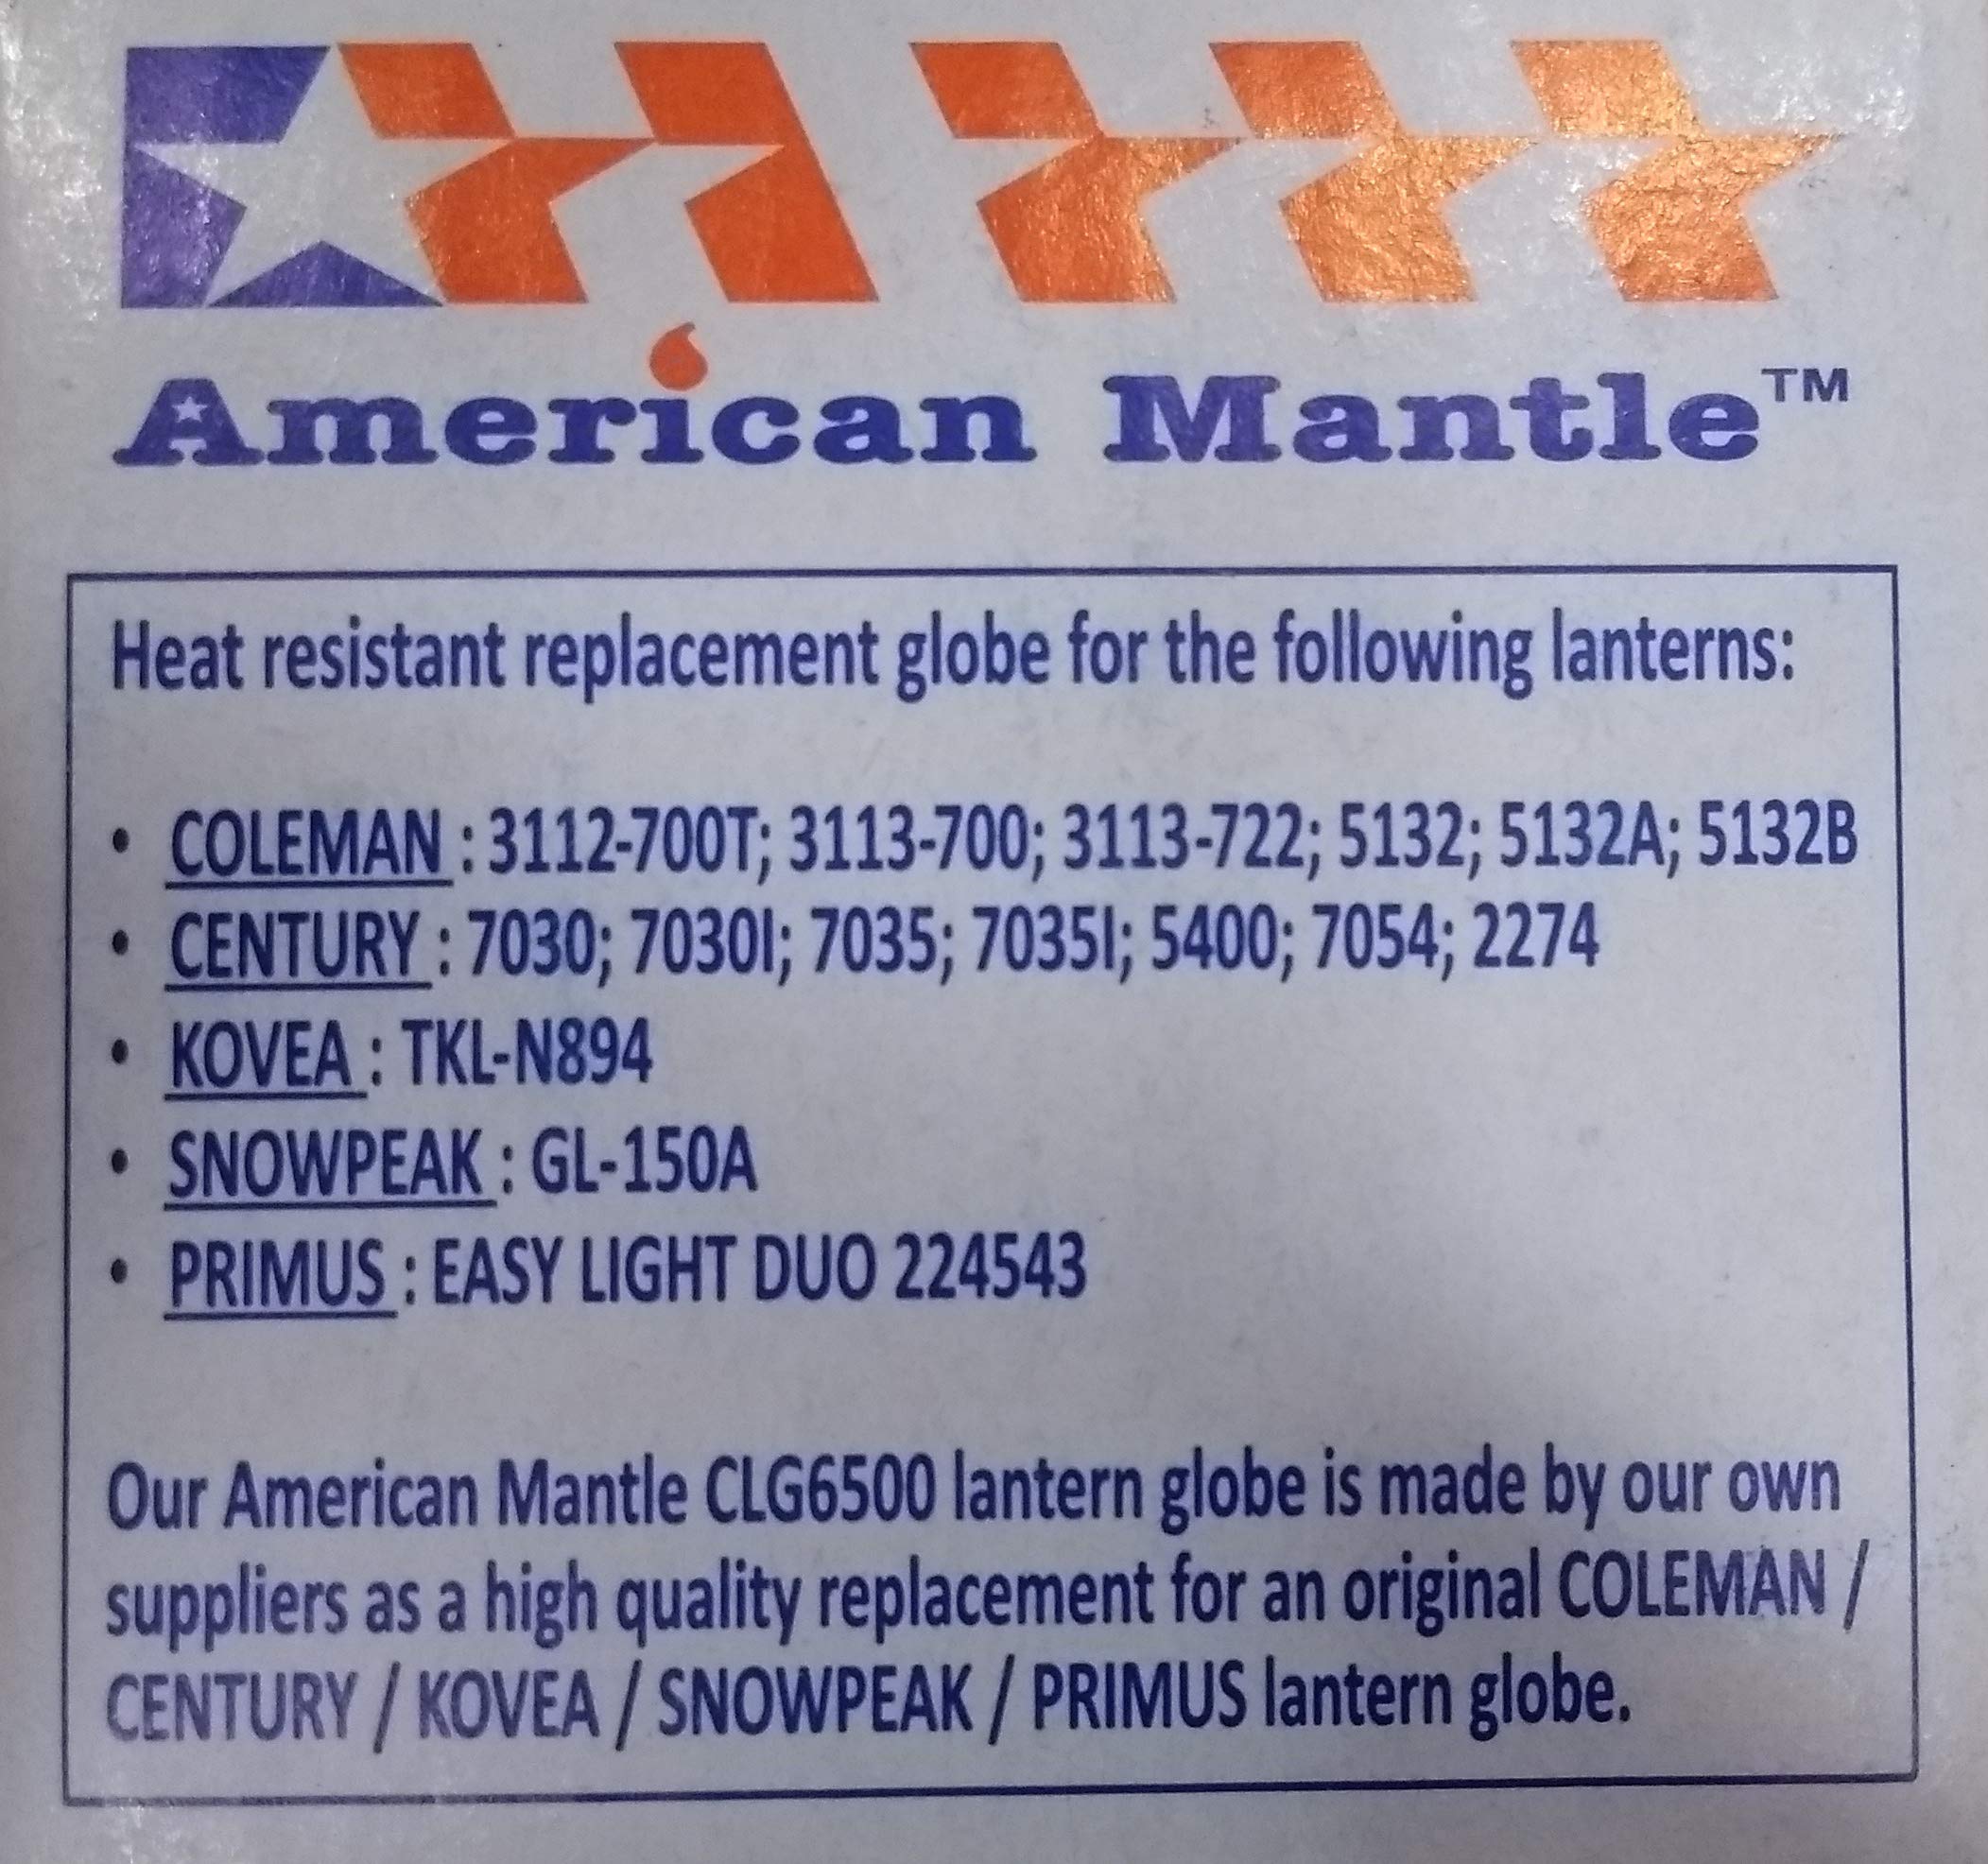 American Mantle™
Heat resistant replacement globe for the following lanterns:
• COLEMAN : 3112-700T; 3113-700; 3113-722; 5132; 5132A; 5132B
• CENTURY : 7030; 7030I; 7035; 7035I; 5400; 7054; 2274
• KOVEA : TKL-N894
• SNOWPEAK : GL-150A
• PRIMUS : EASY LIGHT DUO 224543
Our American Mantle CLG6500 lantern globe is made by our own
suppliers as a high quality replacement for an original COLEMAN /
CENTURY / KOVEA / SNOWPEAK / PRIMUS lantern globe.